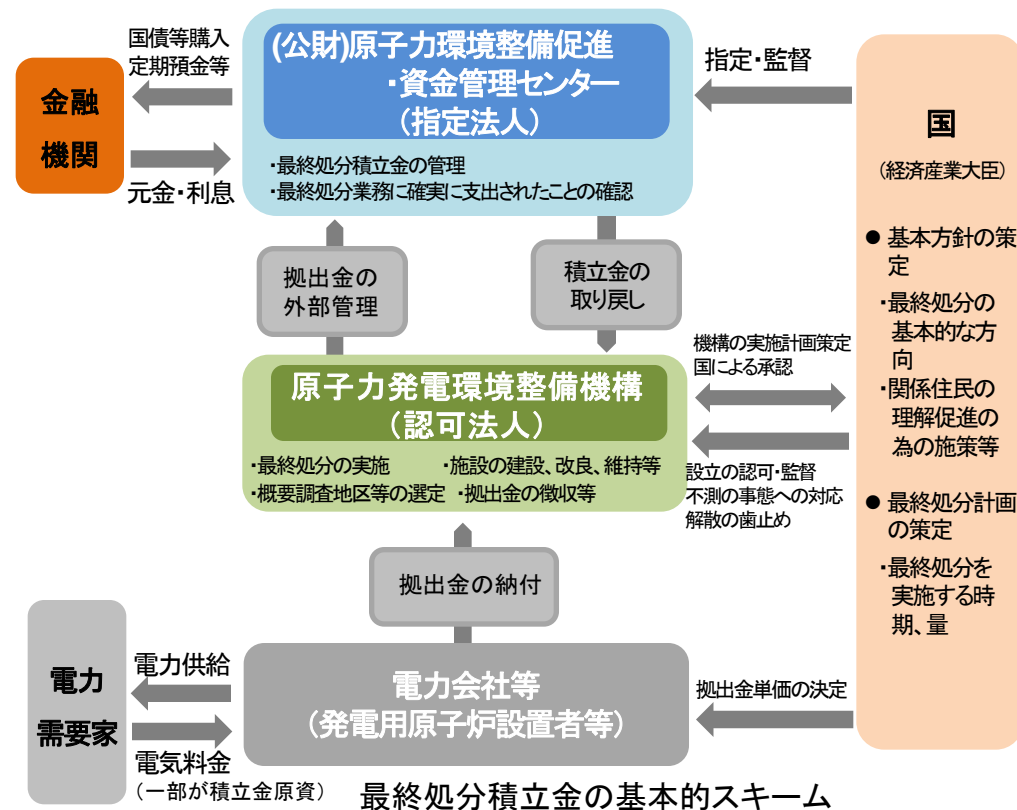 国債等購入
定期預金等
金融
機関
元金・利息
(公財)原子力環境整備促進
・資金管理センター
（指定法人）
・最終処分積立金の管理
・最終処分業務に確実に支出されたことの確認
指定・監督
国
（経済産業大臣）
● 基本方針の策
定
・最終処分の
基本的な方
向
・関係住民の
理解促進の
為の施策等
● 最終処分計画
の策定
・最終処分を
実施する時
期、量
拠出金の
外部管理
積立金の
取り戻し
機構の実施計画策定
国による承認
原子力発電環境整備機構
（認可法人）
・最終処分の実施 ・施設の建設、改良、維持等
・概要調査地区等の選定 ・拠出金の徴収等
設立の認可・監督
不測の事態への対応
解散の歯止め
拠出金の納付
電力
需要家
電力供給
電気料金
（一部が積立金原資）
電力会社等
（発電用原子炉設置者等）
拠出金単価の決定
最終処分積立金の基本的スキーム